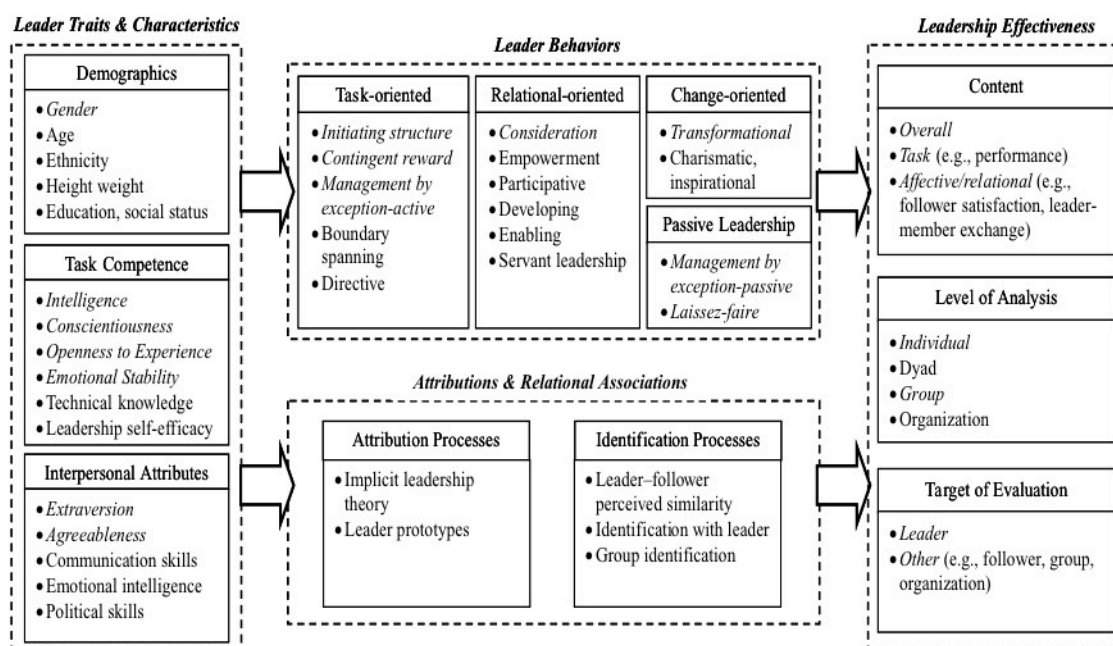 Leader Traits & Characteristics
Demographics
• Gender
• Age
• Ethnicity
• Height weight
• Education, social status
Task Competence
• Intelligence
• Conscientiousness
• Openness to Experience
• Emotional Stability
• Technical knowledge
• Leadership self-efficacy
Interpersonal Attributes
• Extraversion
• Agreeableness
• Communication skills
• Emotional intelligence
• Political skills
Leader Behaviors
Task-oriented
• Initiating structure
• Contingent reward
• Management by
exception-active
• Boundary
spanning
• Directive
Relational-oriented
• Consideration
• Empowerment
• Participative
• Developing
• Enabling
• Servant leadership
Change-oriented
• Transformational
• Charismatic,
inspirational
Passive Leadership
• Management by
exception-passive
• Laissez-faire
Attributions & Relational Associations
Attribution Processes
• Implicit leadership
theory
• Leader prototypes
Identification Processes
• Leader–follower
perceived similarity
• Identification with leader
• Group identification
Leadership Effectiveness
Content
• Overall
• Task (e.g., performance)
• Affective/relational (e.g.,
follower satisfaction, leader-
member exchange)
Level of Analysis
• Individual
• Dyad
• Group
• Organization
Target of Evaluation
• Leader
• Other (e.g., follower, group,
organization)